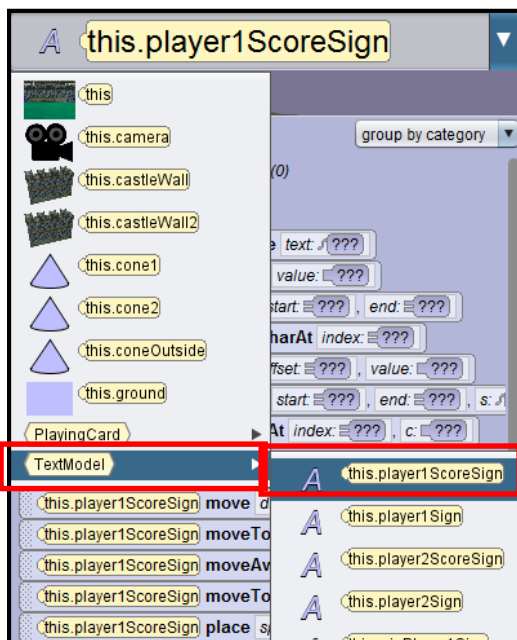 this.player1ScoreSign
this
this.camera
group by category
this.castleWall
(0)
this.castleWall2
text: ???
value: ???
this.cone1
start: ??? , end: ???
this.cone2
harAt index: ???
this.coneOutside
ffset: ??? , value: ???
this.ground
start: ??? , end: ??? , s:
PlayingCard
At index: ??? , c: ???
TextModel
this.player1ScoreSign
this.player1ScoreSign move
this.player1Sign
this.player1ScoreSign moveTo
this.player2ScoreSign
this.player1ScoreSign moveAw
this.player1ScoreSign moveTo
this.player2Sign
this.player1ScoreSign place